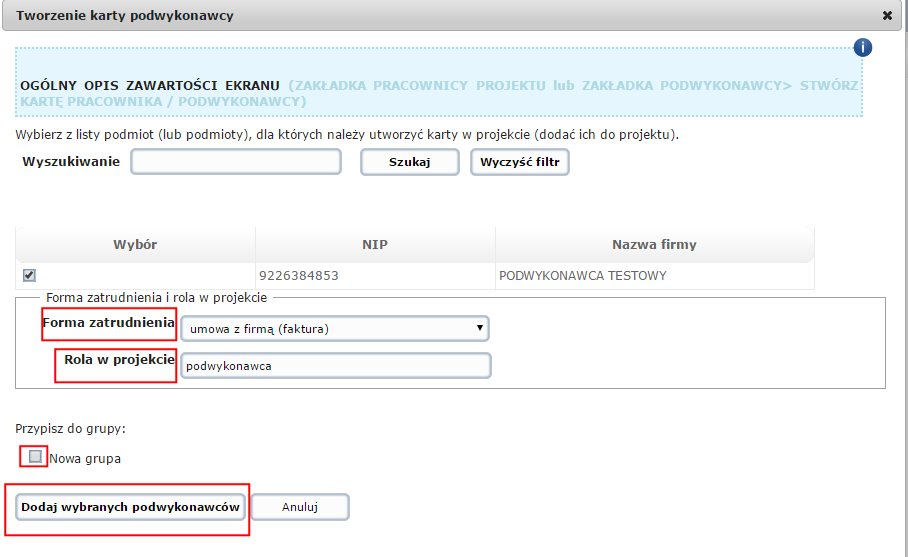 Tworzenie karty podwykonawcy
OGÓLNY OPIS ZAWARTOŚCI EKRANU (ZAKŁADKA PRACOWNICY PROJEKTU lub ZAKŁADKA PODWYKONAWCY> STWÓRZ
KARTĘ PRACOWNIKA / PODWYKONAWCY)
Wybierz z listy podmiot (lub podmioty), dla których należy utworzyć karty w projekcie (dodać ich do projektu).
Wyszukiwanie Szukaj Wyczyść filtr
Wybór NIP Nazwa firmy
9226384853 PODWYKONAWCA TESTOWY
Forma zatrudnienia i rola w projekcie
Forma zatrudnienia umowa z firmą (faktura)
Rola w projekcie podwykonawca
Przypisz do grupy:
Nowa grupa
Dodaj wybranych podwykonawców Anuluj